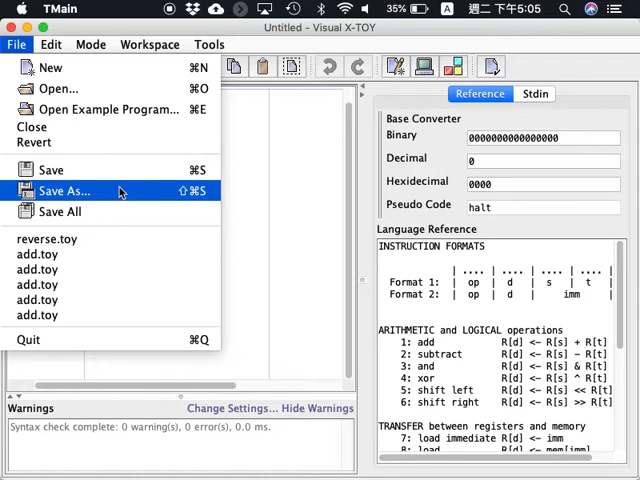 TMain 35% A 週二 下午5:05
Untitled - Visual X-TOY
File Edit Mode Workspace Tools
New ⌘N
Open... ⌘O
Open Example Program... ⌘E
Close
Revert
Save ⌘S
Save As... ⇧⌘S
Save All
reverse.toy
add.toy
add.toy
add.toy
add.toy
add.toy
Quit ⌘Q
Warnings Change Settings... Hide Warnings
Syntax check complete: 0 warning(s), 0 error(s), 0.0 ms.
Reference Stdin
Base Converter
Binary 0000000000000000
Decimal 0
Hexidecimal 0000
Pseudo Code halt
Language Reference
INSTRUCTION FORMATS
| .... | .... | .... | .... |
Format 1: | op | d | s | t |
Format 2: | op | d | imm |
ARITHMETIC and LOGICAL operations
1: add R[d] <- R[s] + R[t]
2: subtract R[d] <- R[s] - R[t]
3: and R[d] <- R[s] & R[t]
4: xor R[d] <- R[s] ^ R[t]
5: shift left R[d] <- R[s] << R[t]
6: shift right R[d] <- R[s] >> R[t]
TRANSFER between registers and memory
7: load immediate R[d] <- imm
8: load R[d] <- mem[imm]